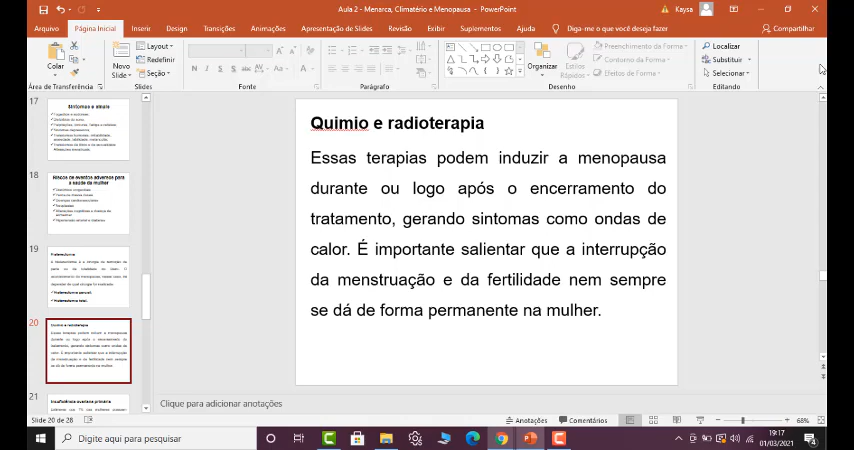 Aula 2 - Menarca, Climatério e Menopausa - PowerPoint
Kaysa
Arquivo Página Inicial Inserir Design Transições Animações Apresentação de Slides Revisão Exibir Suplementos Diga-me o que você deseja fazer Compartilhar
Colar
Novo Slide
Layout
Redefinir
Seção
N I S
Aa
A
Organizar
Estilos Rápidos
Preenchimento da Forma
Contorno da Forma
Efeitos de Forma
Localizar
Substituir
Selecionar
Área de Transferência
Slides
Fonte
Parágrafo
Desenho
Editando
17
Sintomas e sinais
18
Riscos de eventos adversos para a saúde da mulher
19
Histerectomia
20
Quimio e radioterapia
21
Insuficiência ovariana primária
Quimio e radioterapia
Essas terapias podem induzir a menopausa
durante ou logo após o encerramento do
tratamento, gerando sintomas como ondas de
calor. É importante salientar que a interrupção
da menstruação e da fertilidade nem sempre
se dá de forma permanente na mulher.
Clique para adicionar anotações
Slide 20 de 28
Anotações
Comentários
68%
Digite aqui para pesquisar
19:17
01/03/2021
4